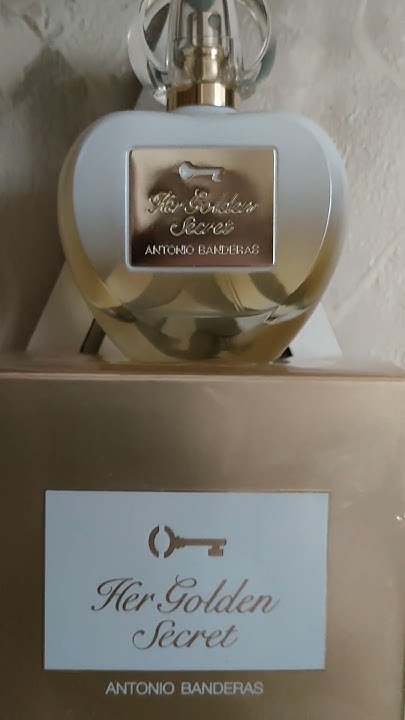 Her Golden
Secret
ANTONIO BANDERAS
Her Golden
Secret
ANTONIO BANDERAS